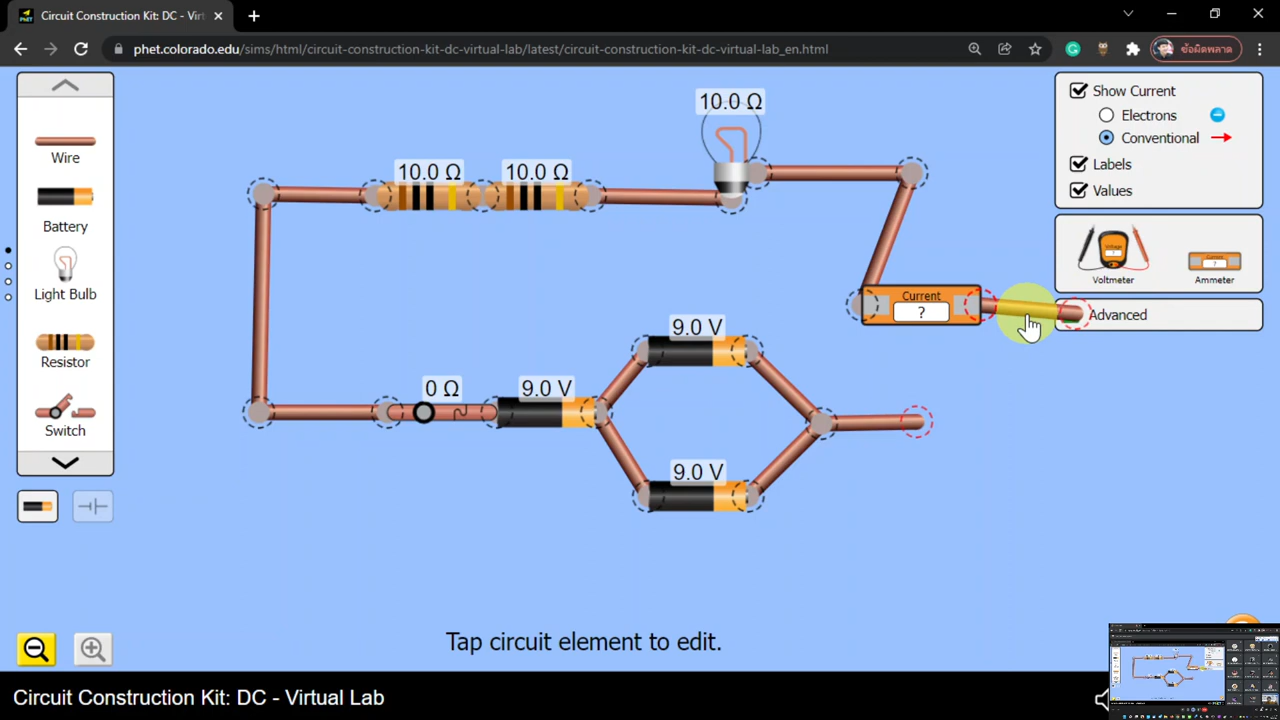 Circuit Construction Kit: DC - Virt
phet.colorado.edu/sims/html/circuit-construction-kit-dc-virtual-lab/latest/circuit-construction-kit-dc-virtual-lab_en.html
ข้อผิดพลาด
Wire
Battery
Light Bulb
Resistor
Switch
10.0 Ω
10.0 Ω
10.0 Ω
Show Current
Electrons
Conventional
Labels
Values
Voltage
?
Current
?
Voltmeter
Ammeter
Advanced
Current
?
9.0 V
0 Ω
9.0 V
9.0 V
Tap circuit element to edit.
Circuit Construction Kit: DC - Virtual Lab